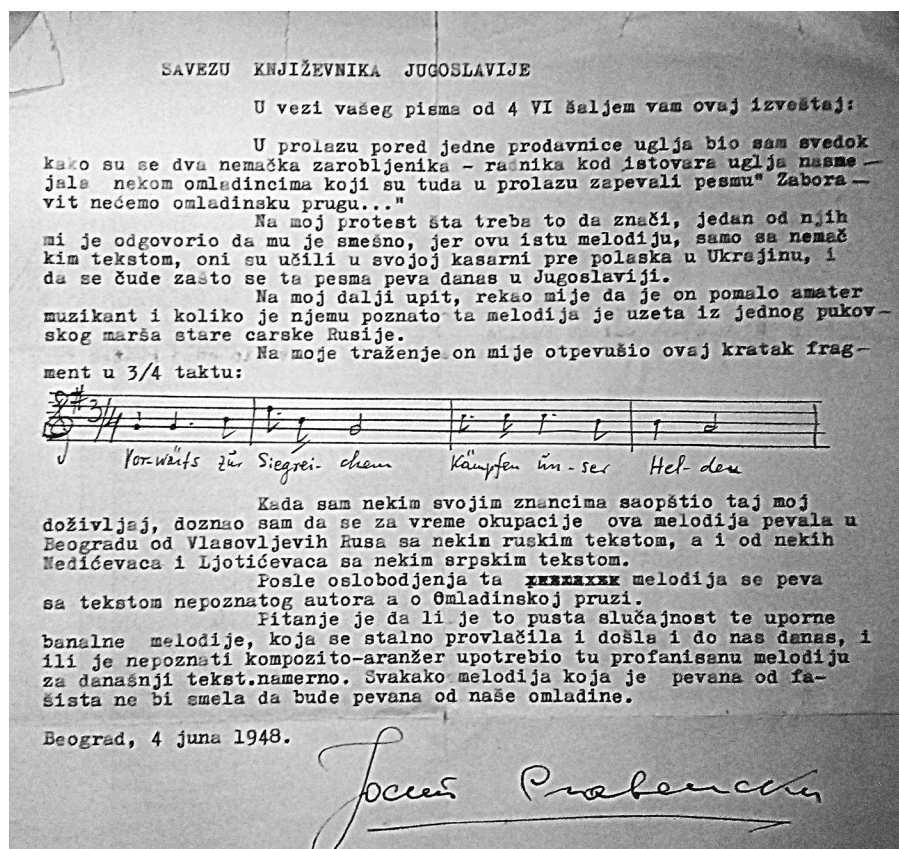 SAVEZU KNJIŽEVNIKA JUGOSLAVIJE
U vezi vašeg pisma od 4 VI šaljem vam ovaj izveštaj:
U prolazu pored jedne prodavnice uglja bio sam svedok
kako su se dva nemačka zarobljenika - radnika kod istovara uglja nasme —
jala nekom omladincima koji su tuda u prolazu zapevali pesmu" Zabora —
vit nećemo omladinsku prugu..."
Na moj protest šta treba to da znači, jedan od njih
mi je odgovorio da mu je smešno, jer ovu istu melodiju, samo sa nemač
kim tekstom, oni su učili u svojoj kasarni pre polaska u Ukrajinu, i
da se čude zašto se ta pesma peva danas u Jugoslaviji.
Na moj dalji upit, rekao mije da je on pomalo amater
muzikant i koliko je njemu poznato ta melodija je uzeta iz jednog pukov-
skog marša stare carske Rusije.
Na moje traženje on mije otpevušio ovaj kratak frag-
ment u 3/4 taktu:
3/4
Vor-wärts zür Siegrei- chem Kämpfen ün-ser Hel-den
Kada sam nekim svojim znancima saopštio taj moj
doživljaj, doznao sam da se za vreme okupacije ova melodija pevala u
Beogradu od Vlasovljevih Rusa sa nekim ruskim tekstom, a i od nekih
Nedićevaca i Ljotićevaca sa nekim srpskim tekstom.
Posle oslobodjenja ta melodija se peva
sa tekstom nepoznatog autora a o Omladinskoj pruzi.
Pitanje je da li je to pusta slučajnost te uporne
banalne melodije, koja se stalno provlačila i došla i do nas danas, i
ili je nepoznati kompozito-aranžer upotrebio tu profanisanu melodiju
za današnji tekst.namerno. Svakako melodija koja je pevana od fa-
šista ne bi smela da bude pevana od naše omladine.
Beograd, 4 juna 1948.